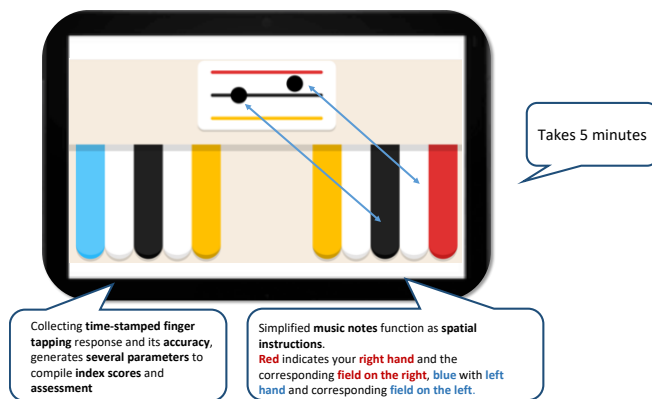 Takes 5 minutes
Collecting time-stamped finger
tapping response and its accuracy,
generates several parameters to
compile index scores and
assessment
Simplified music notes function as spatial
instructions.
Red indicates your right hand and the
corresponding field on the right, blue with left
hand and corresponding field on the left.